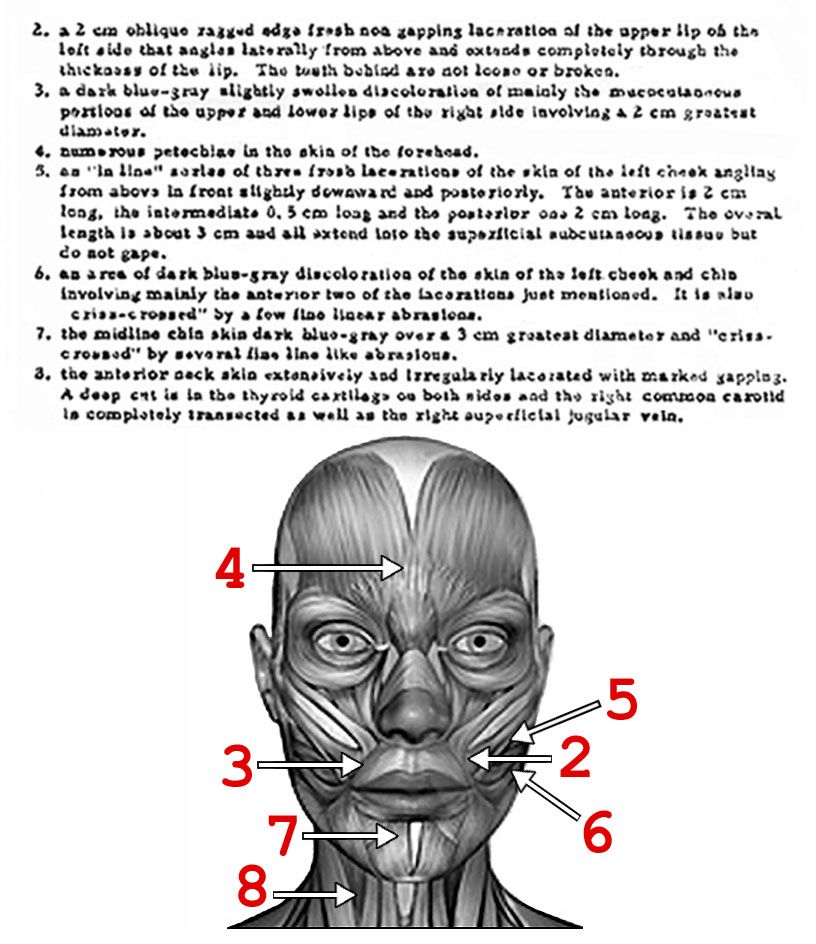 2. a 2 cm oblique ragged edge fresh non gapping laceration of the upper lip on the
left side that angles laterally from above and extends completely through the
thickness of the lip. The teeth behind are not loose or broken.
3. a dark blue-gray slightly swollen discoloration of mainly the mucocutaneous
portions of the upper and lower lips of the right side involving a 2 cm greatest
diameter.
4. numerous petechiae in the skin of the forehead.
5. an "in line" series of three fresh lacerations of the skin of the left cheek angling
from above in front slightly downward and posteriorly. The anterior is 2 cm
long, the intermediate 0.5 cm long and the posterior one 2 cm long. The overal
length is about 3 cm and all extend into the superficial subcutaneous tissue but
do not gape.
6. an area of dark blue-gray discoloration of the skin of the left cheek and chin
involving mainly the anterior two of the lacerations just mentioned. It is also
criss-crossed" by a few fine linear abrasions.
7. the midline chin skin dark blue-gray over a 3 cm greatest diameter and "criss-
crossed" by several fine line like abrasions.
8. the anterior neck skin extensively and irregularly lacerated with marked gapping.
A deep cut is in the thyroid cartilage on both sides and the right common carotid
is completely transected as well as the right superficial jugular vein.
4
5
3
2
7
6
8